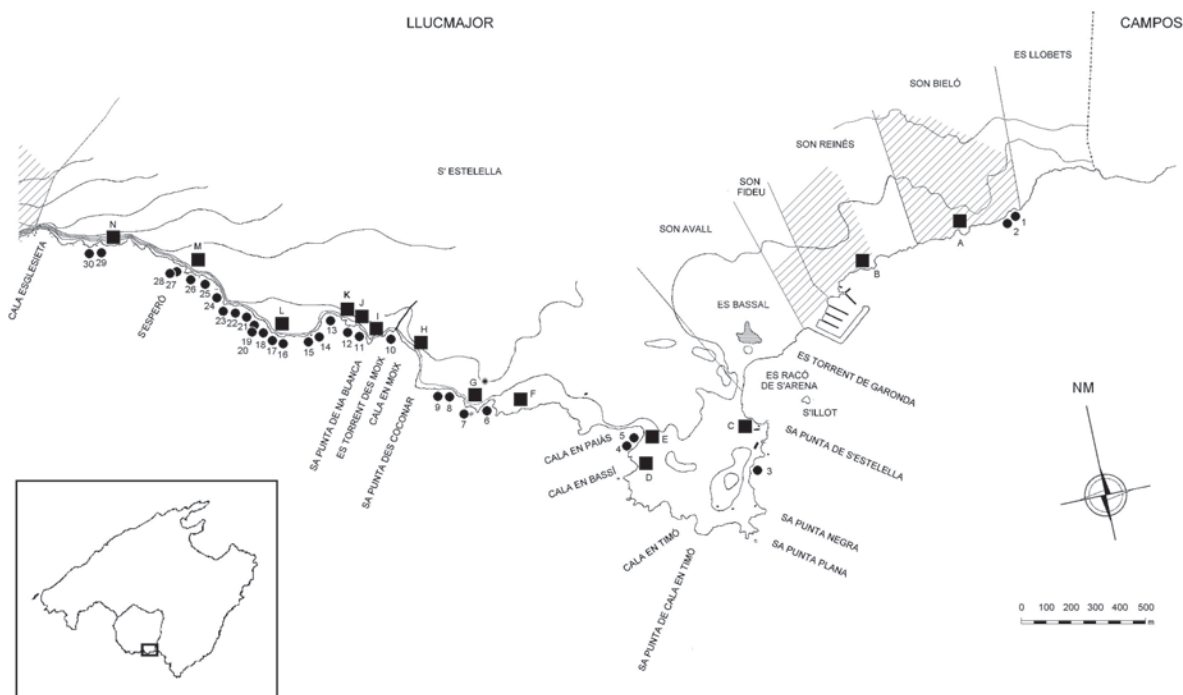 LLUCMAJOR
CAMPOS
ES LLOBETS
SON BIELÓ
SON REINÉS
SON
FIDEU
SON AVALL
S' ESTELELLA
N
M
L
K
J
I
H
G
F
E
D
C
B
A
1
2
3
4
5
6
7
8
9
10
11
12
13
14
15
16
17
18
19
20
21
22
23
24
25
26
27
28
29
30
CALA ESGLESIETA
S'ESPERÓ
SA PUNTA DE NA BLANCA
ES TORRENT DES MOIX
CALA EN MOIX
SA PUNTA DES COCONAR
CALA EN PAIÀS
CALA EN BASSÍ
CALA EN TIMÓ
SA PUNTA DE CALA EN TIMÓ
SA PUNTA PLANA
SA PUNTA NEGRA
SA PUNTA DE S'ESTELELLA
S'ILLOT
ES RACÓ
DE S'ARENA
ES BASSAL
ES TORRENT DE GARONDA
NM
0 100 200 300 400 500
m